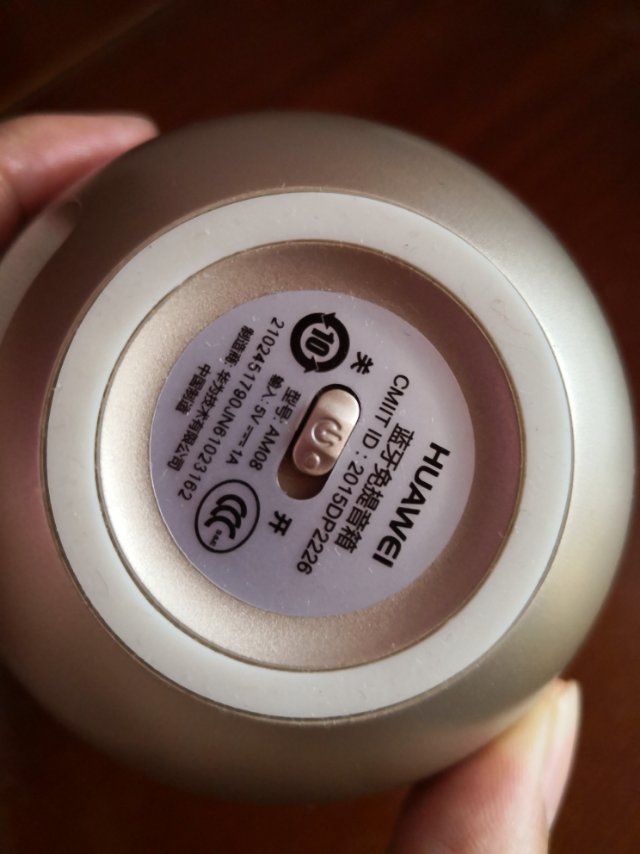 HUAWEI
蓝牙免提音箱
CMIIT ID：2015DP2226
关
开
10
型号: AM08
输入: 5V⎓1A
2102451790JN61023162
制造商: 华为技术有限公司
中国制造
CCC
S&E